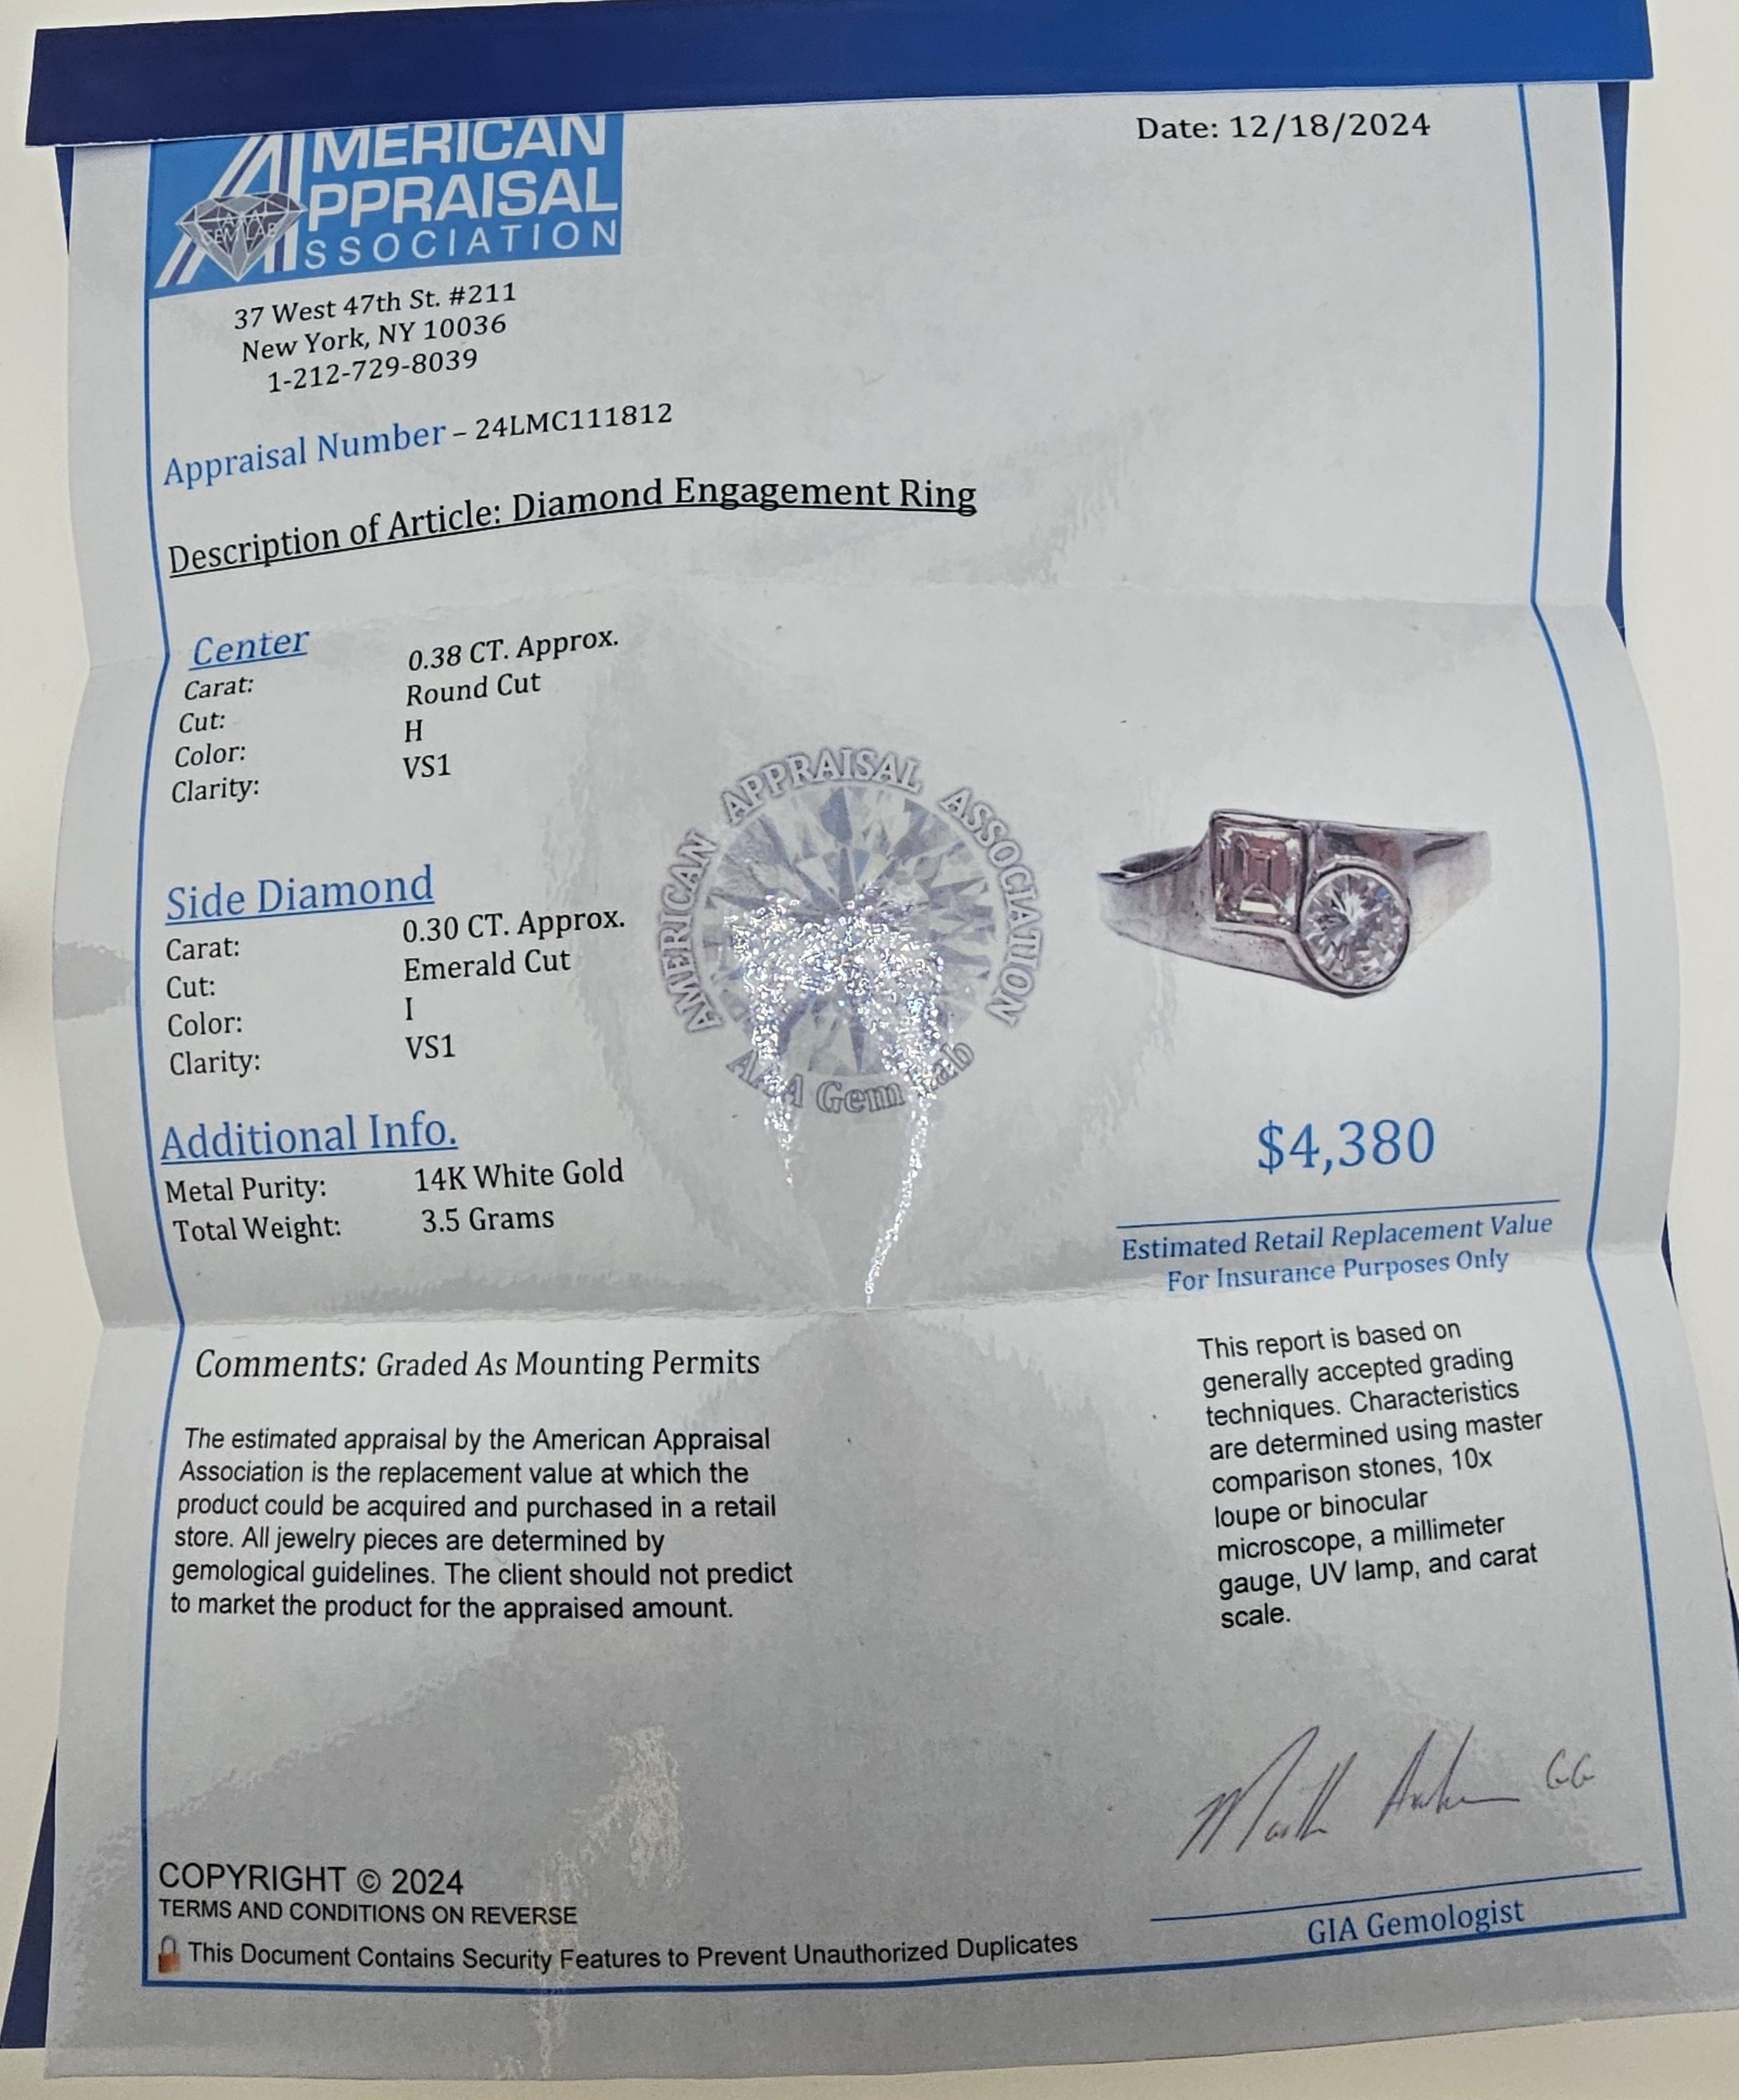 AMERICAN
APPRAISAL
ASSOCIATION
AAA
GEM LAB
Date: 12/18/2024
37 West 47th St. #211
New York, NY 10036
1-212-729-8039
Appraisal Number – 24LMC111812
Description of Article: Diamond Engagement Ring
Center
Carat: 0.38 CT. Approx.
Cut: Round Cut
Color: H
Clarity: VS1
Side Diamond
Carat: 0.30 CT. Approx.
Cut: Emerald Cut
Color: I
Clarity: VS1
Additional Info.
Metal Purity: 14K White Gold
Total Weight: 3.5 Grams
AMERICAN APPRAISAL ASSOCIATION
AAA Gem Lab
$4,380
Estimated Retail Replacement Value
For Insurance Purposes Only
Comments: Graded As Mounting Permits
The estimated appraisal by the American Appraisal
Association is the replacement value at which the
product could be acquired and purchased in a retail
store. All jewelry pieces are determined by
gemological guidelines. The client should not predict
to market the product for the appraised amount.
This report is based on
generally accepted grading
techniques. Characteristics
are determined using master
comparison stones, 10x
loupe or binocular
microscope, a millimeter
gauge, UV lamp, and carat
scale.
GG
GIA Gemologist
COPYRIGHT © 2024
TERMS AND CONDITIONS ON REVERSE
This Document Contains Security Features to Prevent Unauthorized Duplicates